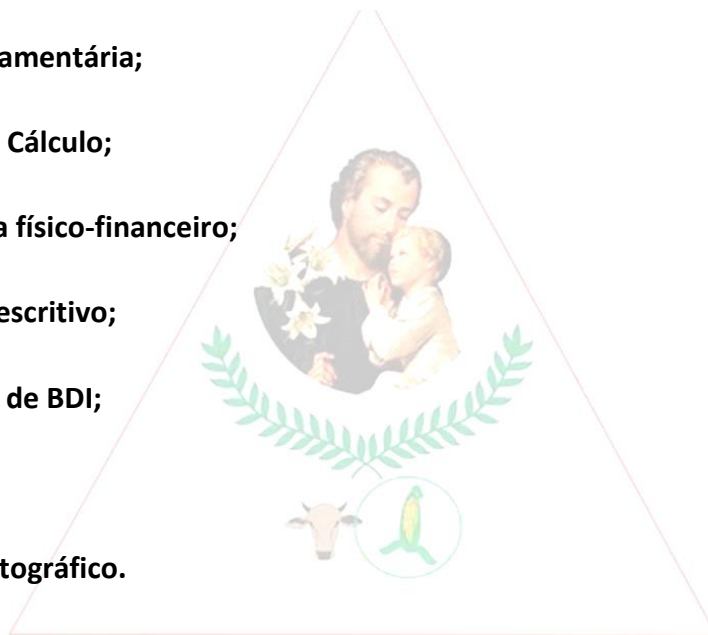 amentária;
Cálculo;
a físico-financeiro;
escritivo;
de BDI;
tográfico.